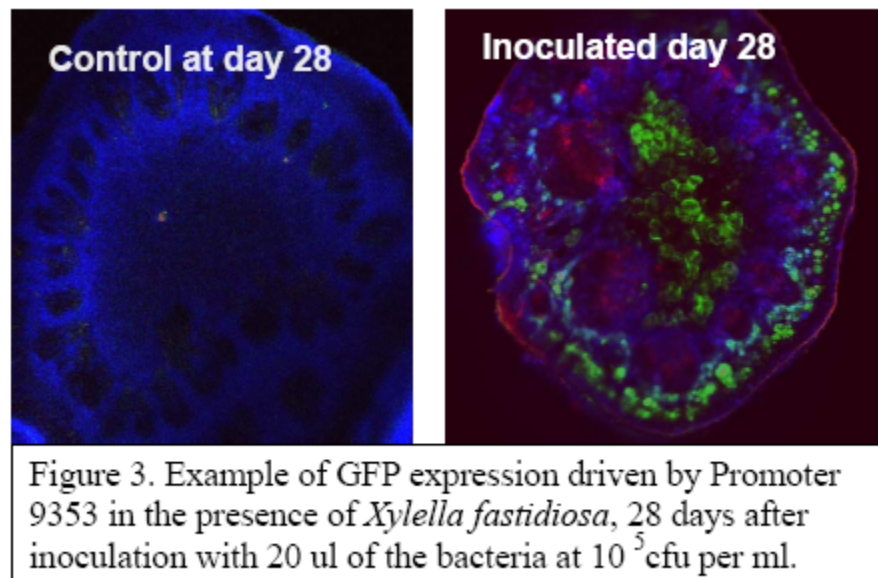 Control at day 28
Inoculated day 28
Figure 3. Example of GFP expression driven by Promoter
9353 in the presence of Xylella fastidiosa, 28 days after
inoculation with 20 ul of the bacteria at 10 5 cfu per ml.